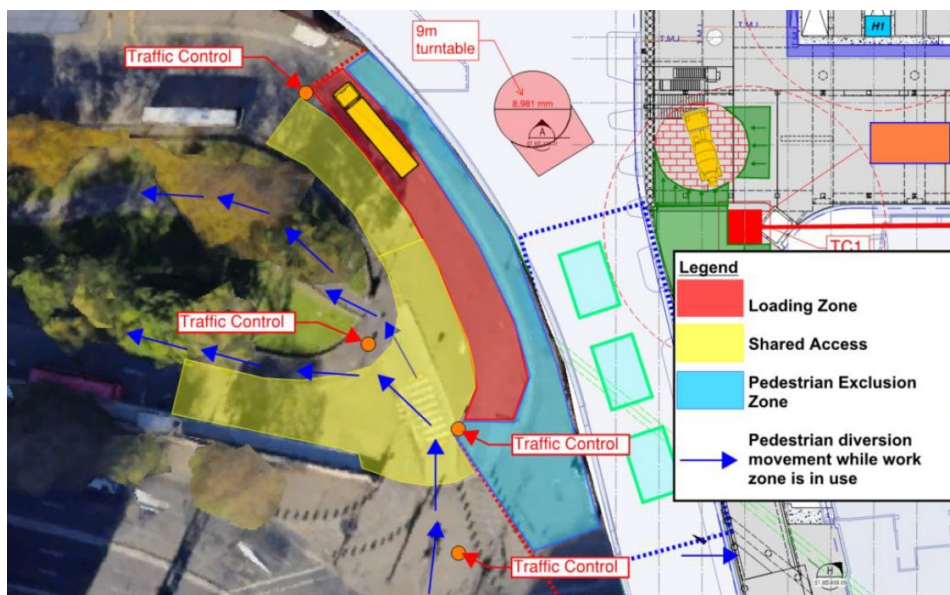 Traffic Control
9m
turntable
8,981 mm
A
T.M.J
T.M.J
T.M.J
H1
TC1
Traffic Control
Traffic Control
Traffic Control
Legend
Loading Zone
Shared Access
Pedestrian Exclusion
Zone
Pedestrian diversion
movement while work
zone is in use
H